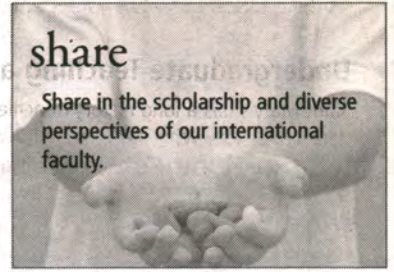 share
Share in the scholarship and diverse
perspectives of our international
faculty.